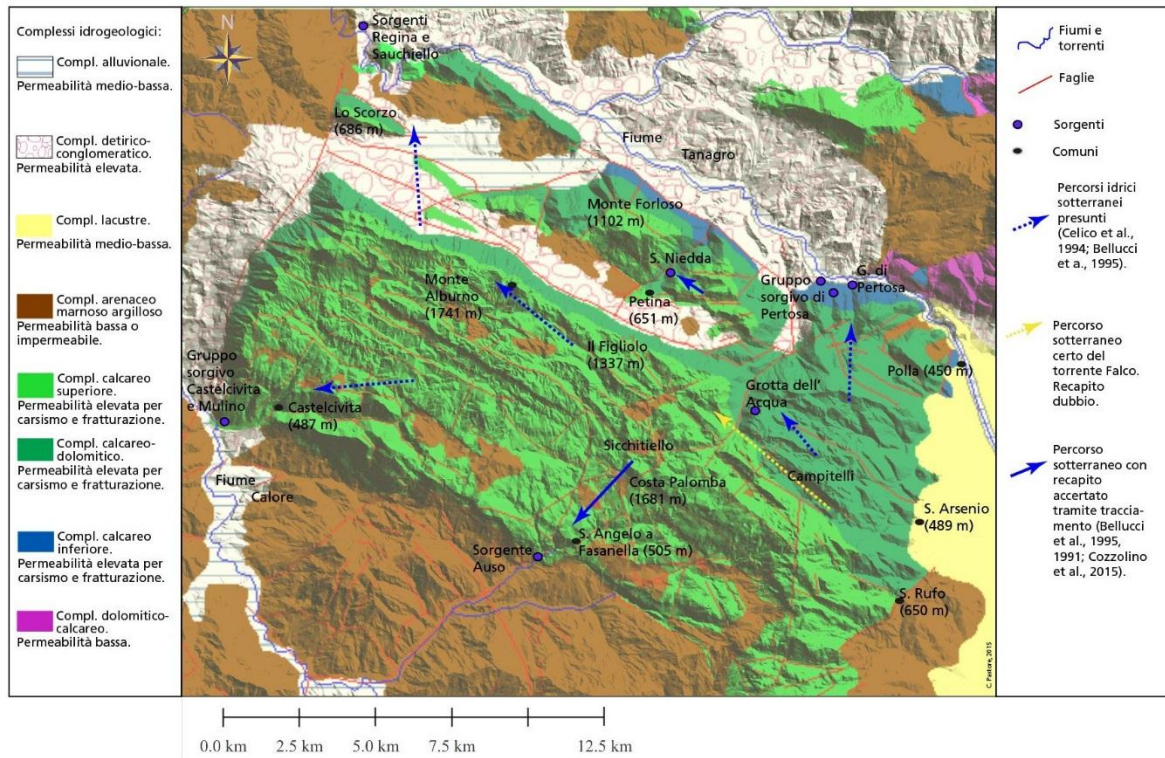 Complessi idrogeologici:
Compl. alluvionale.
Permeabilità medio-bassa.
Compl. detirico-
conglomeratico.
Permeabilità elevata.
Compl. lacustre.
Permeabilità medio-bassa.
Compl. arenaceo
marnoso argilloso
Permeabilità bassa o
impermeabile.
Compl. calcareo
superiore.
Permeabilità elevata per
carsismo e fratturazione.
Compl. calcareo-
dolomitico.
Permeabilità elevata per
carsismo e fratturazione.
Compl. calcareo
inferiore.
Permeabilità elevata per
carsismo e fratturazione.
Compl. dolomitico-
calcareo.
Permeabilità bassa.
N
Sorgenti
Regina e
Sauchiello
Lo Scorzo
(686 m)
Fiume
Tanagro
Monte Forloso
(1102 m)
S. Niedda
Petina
(651 m)
Gruppo
sorgivo di
Pertosa
G. di
Pertosa
Monte
Alburno
(1741 m)
Il Figliolo
(1337 m)
Polla (450 m)
Gruppo
sorgivo
Castelcivita
e Mulino
Castelcivita
(487 m)
Grotta dell'
Acqua
Sicchitiello
Costa Palomba
(1681 m)
Campitelli
Fiume
Calore
S. Arsenio
(489 m)
S. Angelo a
Fasanella (505 m)
Sorgente
Auso
S. Rufo
(650 m)
C. Pastore, 2015
Fiumi e
torrenti
Faglie
Sorgenti
Comuni
Percorsi idrici
sotterranei
presunti
(Celico et al.,
1994; Bellucci
et a., 1995).
Percorso
sotterraneo
certo del
torrente Falco.
Recapito
dubbio.
Percorso
sotterraneo con
recapito
accertato
tramite traccia-
mento (Bellucci
et al., 1995,
1991; Cozzolino
et al., 2015).
0.0 km 2.5 km 5.0 km 7.5 km 12.5 km